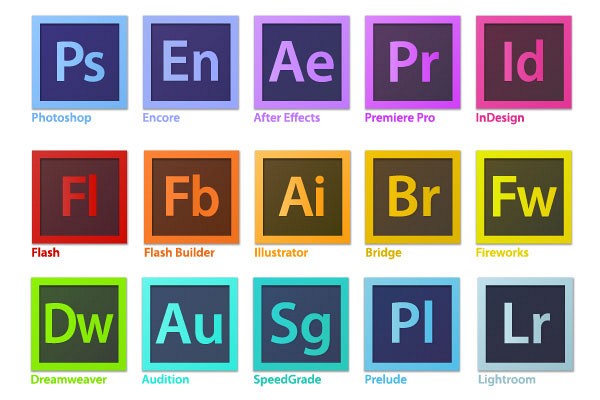 Ps En Ae Pr Id
Photoshop Encore After Effects Premiere Pro InDesign
Fl Fb Ai Br Fw
Flash Flash Builder Illustrator Bridge Fireworks
Dw Au Sg Pl Lr
Dreamweaver Audition SpeedGrade Prelude Lightroom